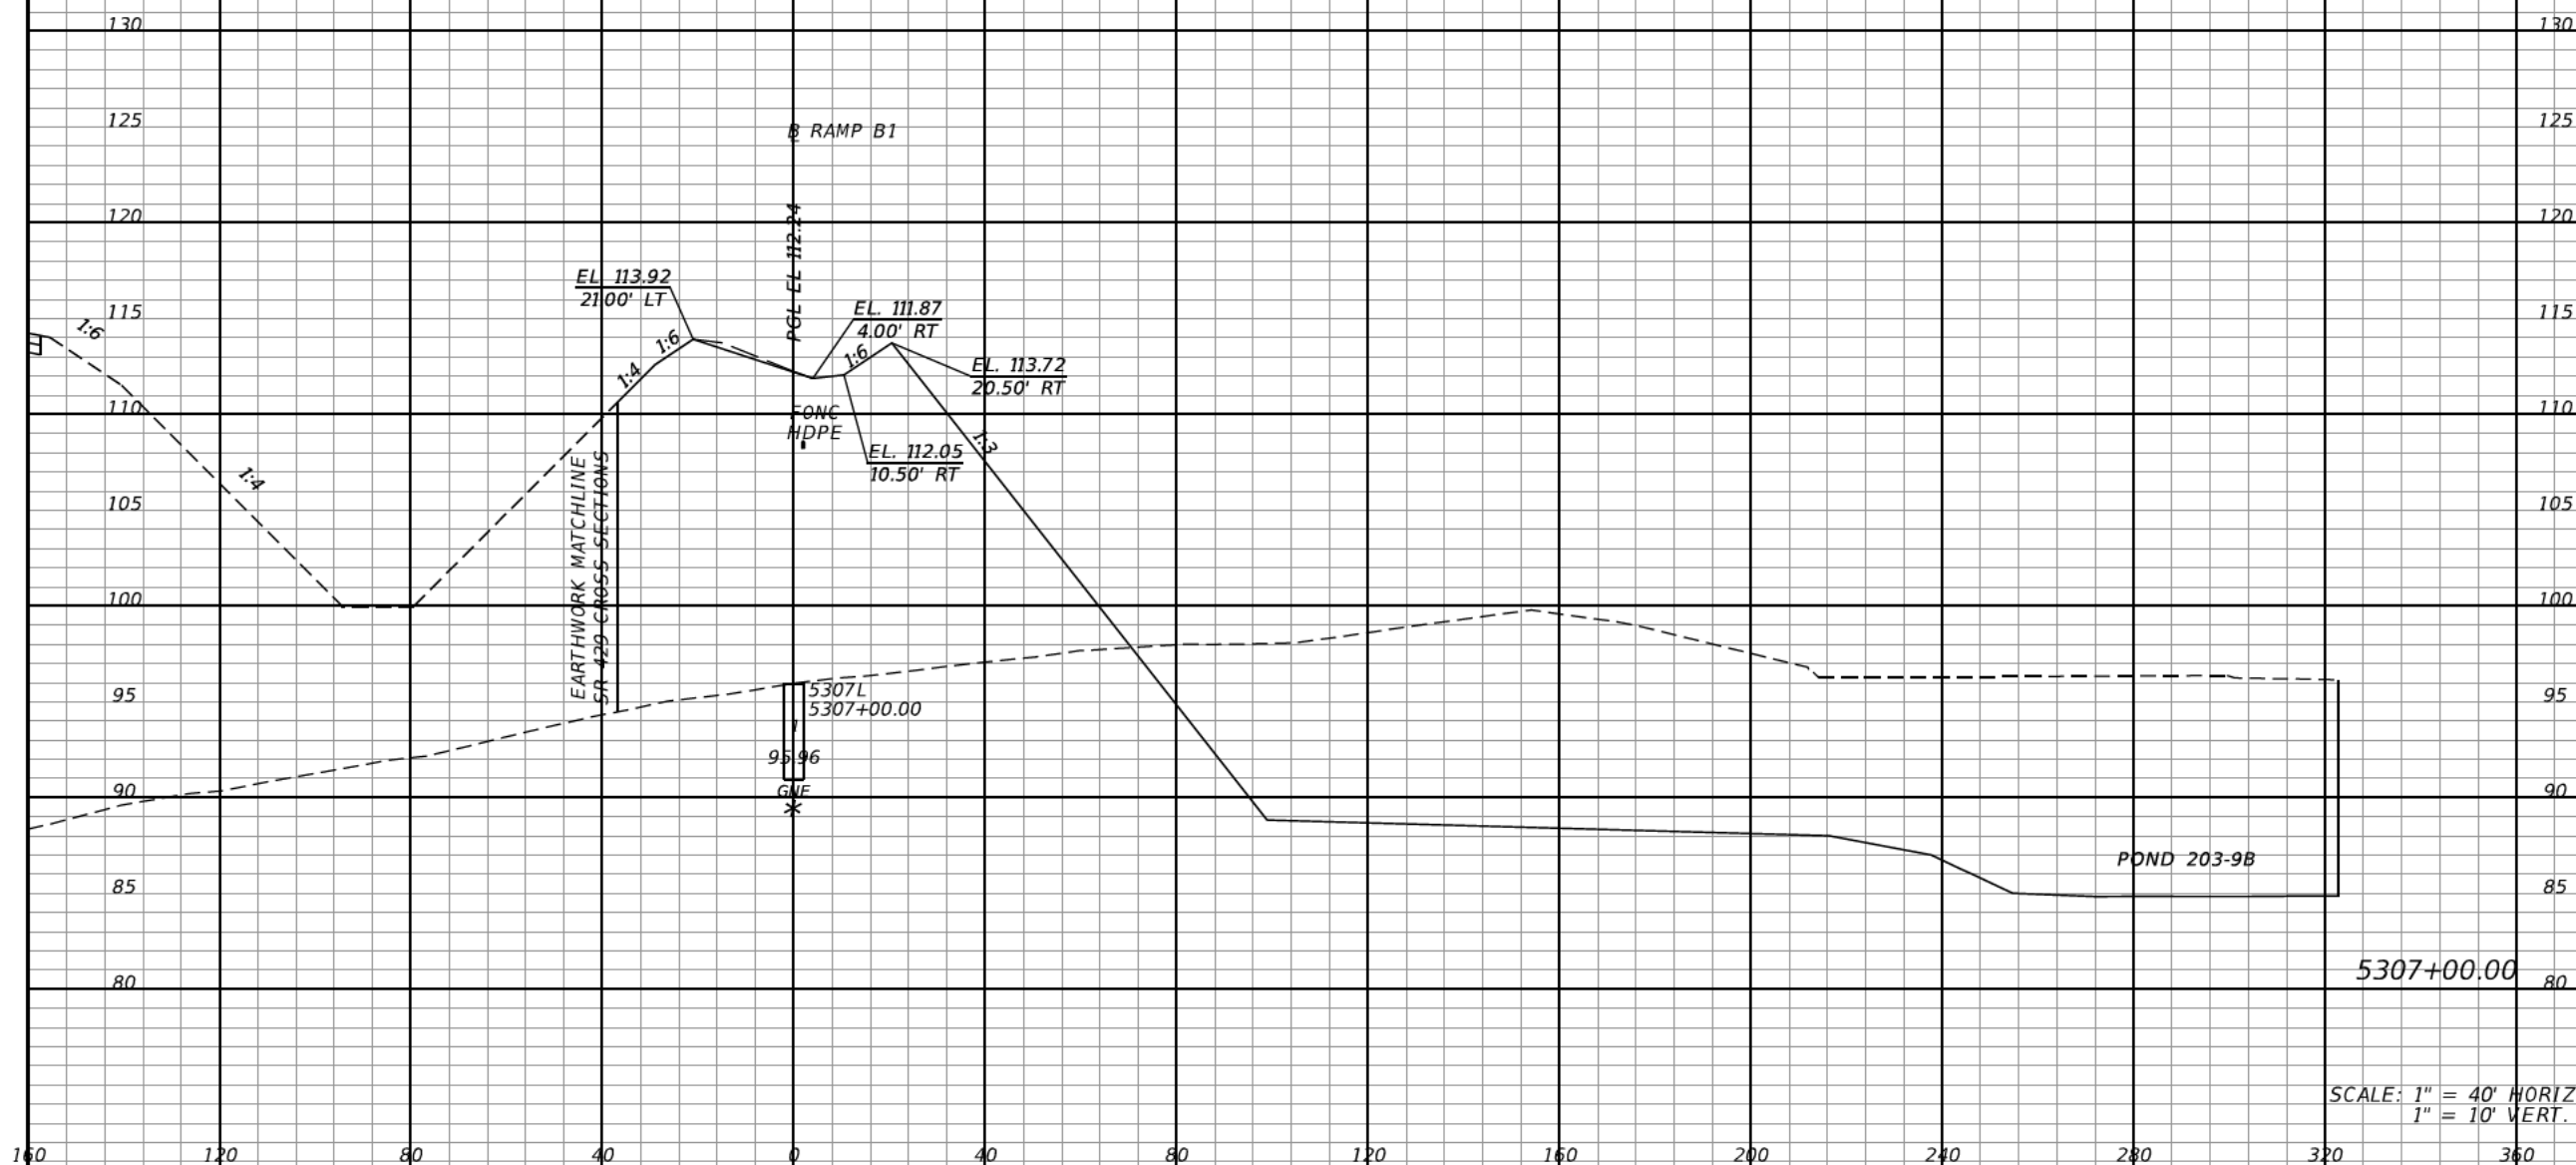 130 130
125 125
B RAMP B1
120 120
PGL EL 112.24
EL. 113.92
21.00' LT
115 115
1:6
EL. 111.87
4.00' RT
1:6
1:6
EL. 113.72
20.50' RT
1:4
110 110
FONC
HDPE
1:3
EL. 112.05
10.50' RT
1:4
105 105
EARTHWORK MATCHLINE
SR 429 CROSS SECTIONS
100 100
95 95
5307L
5307+00.00
95.96
90 90
GNE
85 85
POND 203-9B
80 80
5307+00.00
SCALE: 1" = 40' HORIZ
1" = 10' VERT.
160 120 80 40 0 40 80 120 160 200 240 280 320 360